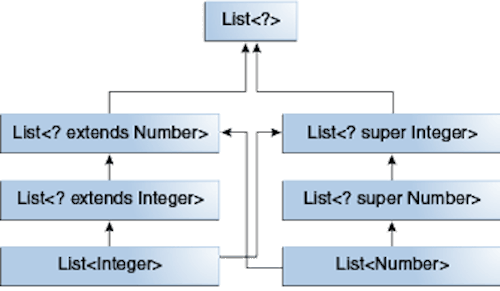 List<?>
List<? extends Number>
List<? super Integer>
List<? extends Integer>
List<? super Number>
List<Integer>
List<Number>